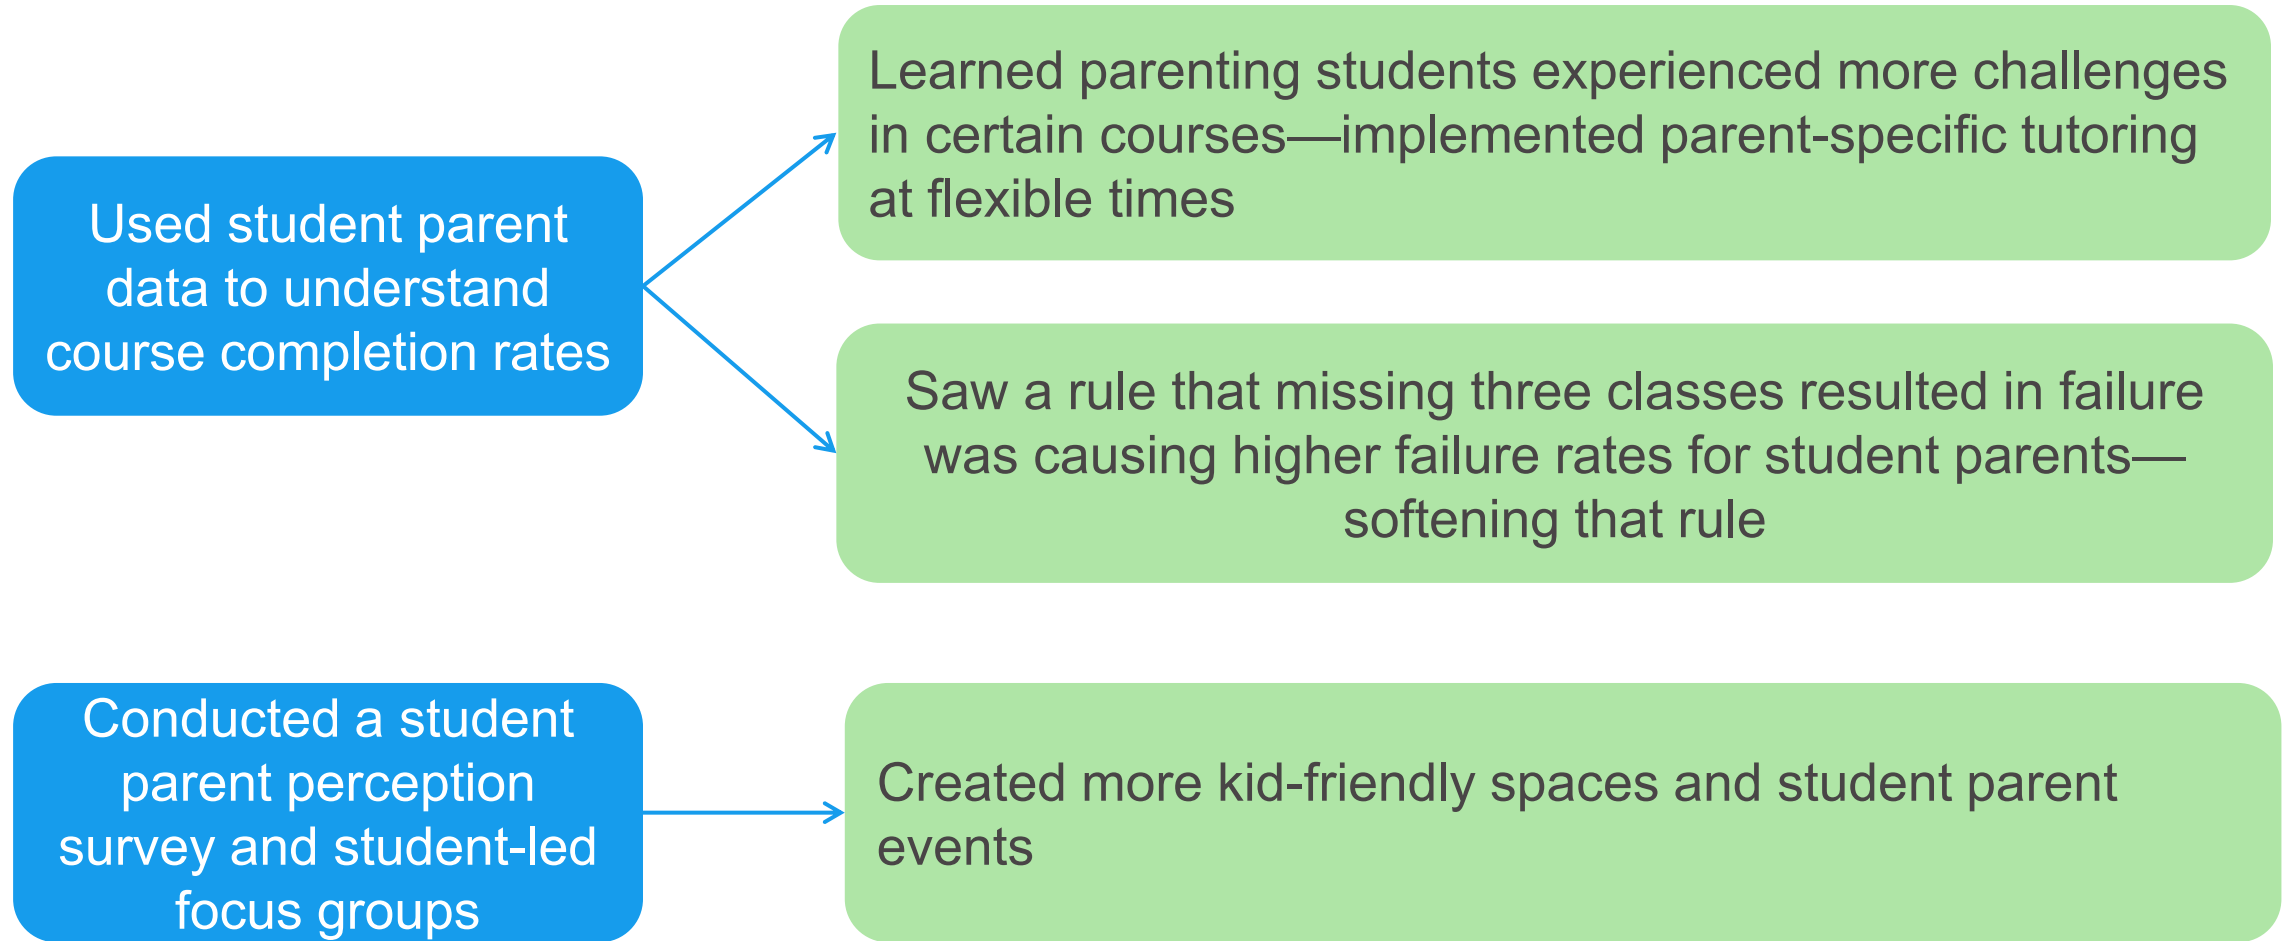 Used student parent
data to understand
course completion rates
Learned parenting students experienced more challenges
in certain courses—implemented parent-specific tutoring
at flexible times
Saw a rule that missing three classes resulted in failure
was causing higher failure rates for student parents—
softening that rule
Conducted a student
parent perception
survey and student-led
focus groups
Created more kid-friendly spaces and student parent
events